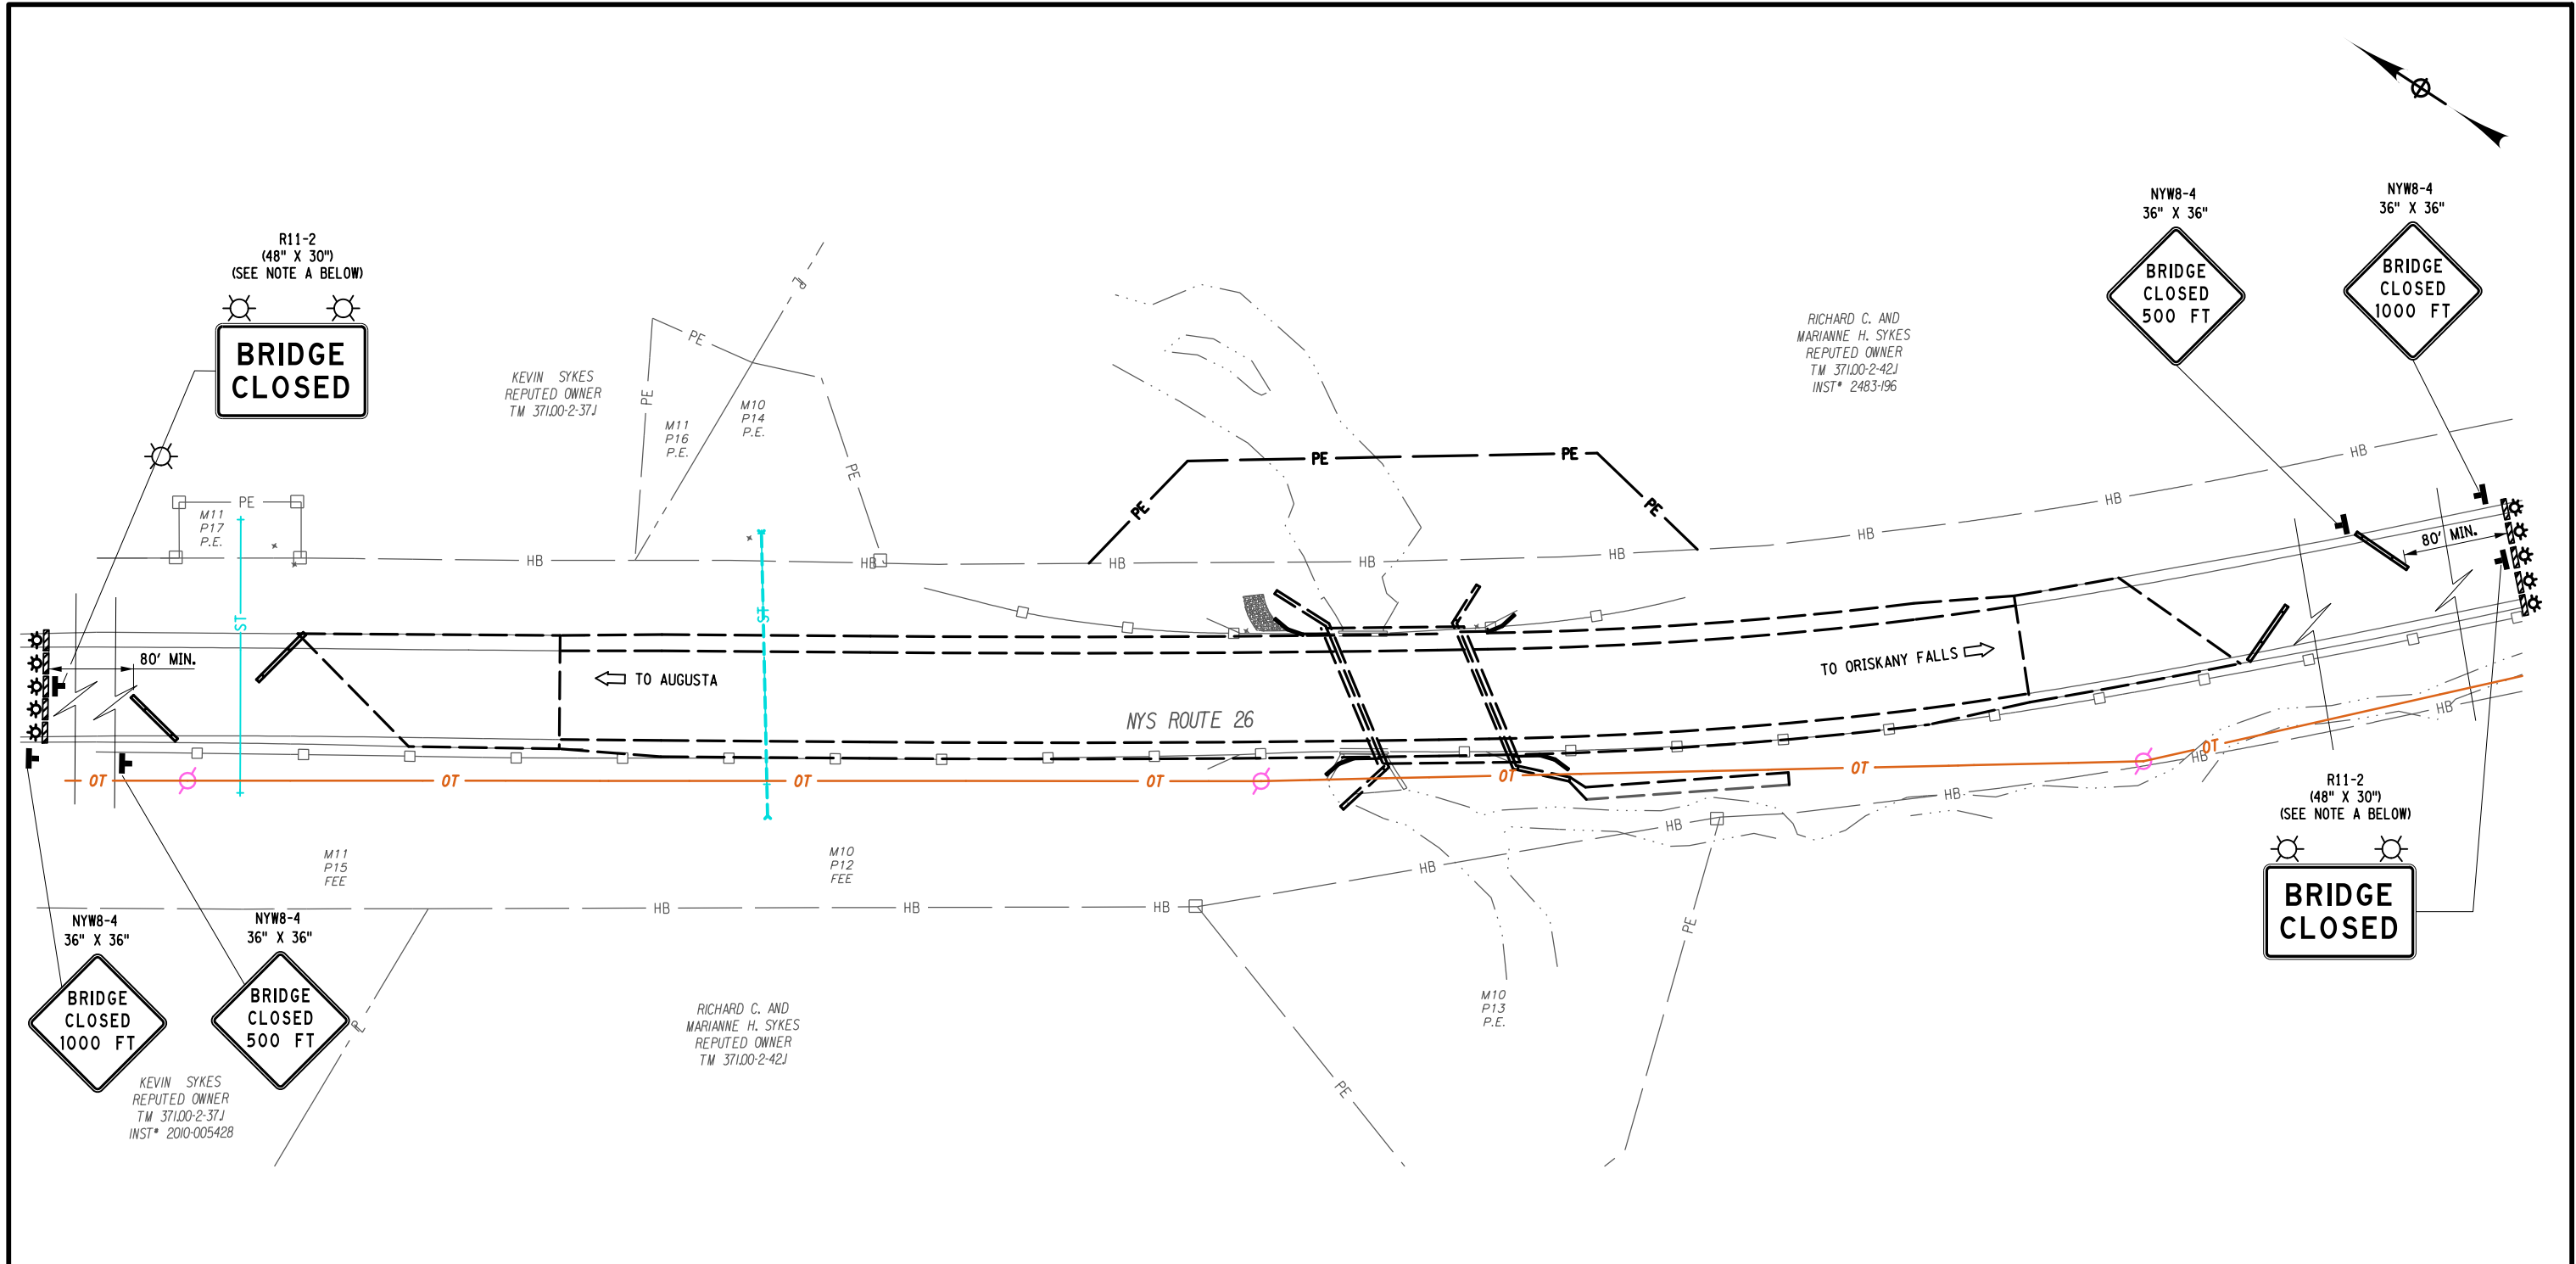 NYW8-4
36" X 36"
BRIDGE
CLOSED
500 FT
NYW8-4
36" X 36"
BRIDGE
CLOSED
1000 FT
R11-2
(48" X 30")
(SEE NOTE A BELOW)
BRIDGE
CLOSED
KEVIN SYKES
REPUTED OWNER
TM 371.00-2-37.1
PE
PE
M11
P16
P.E.
M10
P14
P.E.
PE
P
RICHARD C. AND
MARIANNE H. SYKES
REPUTED OWNER
TM 371.00-2-42.1
INST# 2483-196
PE
PE
PE
PE
PE
M11
P17
P.E.
HB
HB
HB
HB
HB
HB
HB
HB
ST
ST
80' MIN.
80' MIN.
TO AUGUSTA
NYS ROUTE 26
TO ORISKANY FALLS
OT
OT
OT
OT
OT
OT
OT
HB
HB
HB
HB
HB
HB
HB
HB
R11-2
(48" X 30")
(SEE NOTE A BELOW)
BRIDGE
CLOSED
M11
P15
FEE
M10
P12
FEE
NYW8-4
36" X 36"
BRIDGE
CLOSED
1000 FT
NYW8-4
36" X 36"
BRIDGE
CLOSED
500 FT
KEVIN SYKES
REPUTED OWNER
TM 371.00-2-37.1
INST# 2010-005428
RICHARD C. AND
MARIANNE H. SYKES
REPUTED OWNER
TM 371.00-2-42.1
M10
P13
P.E.
PE
PE